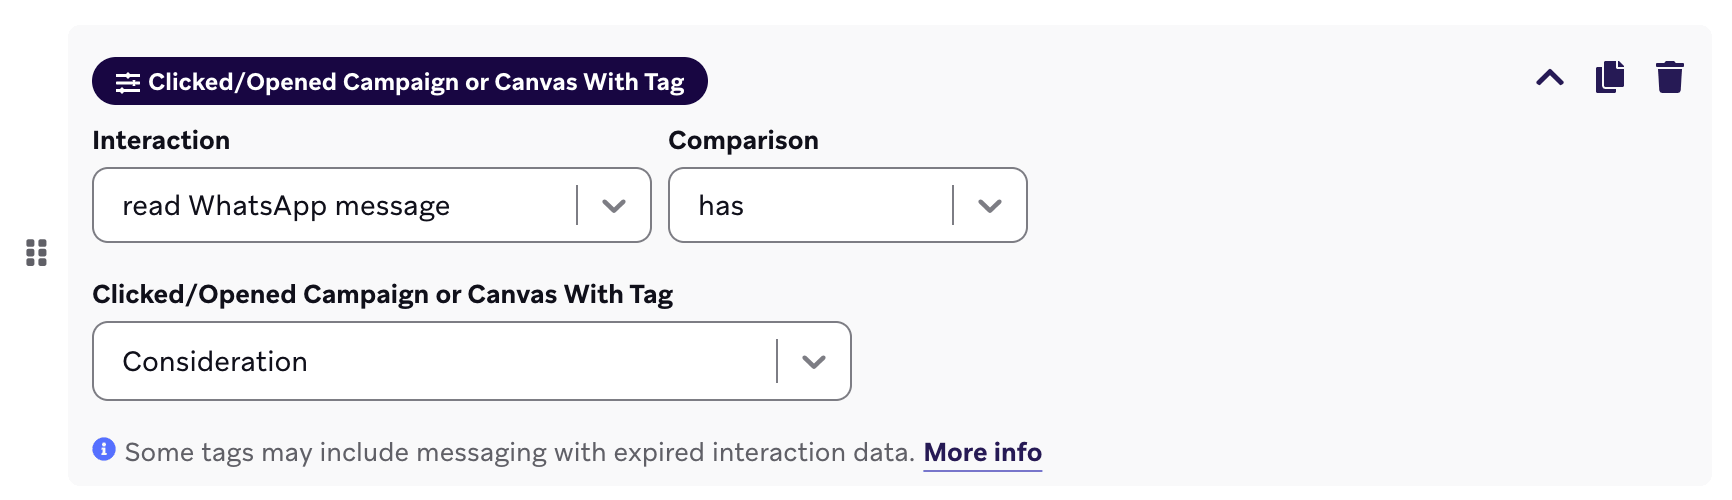 Clicked/Opened Campaign or Canvas With Tag
Interaction
Comparison
read WhatsApp message
has
Clicked/Opened Campaign or Canvas With Tag
Consideration
Some tags may include messaging with expired interaction data. More info